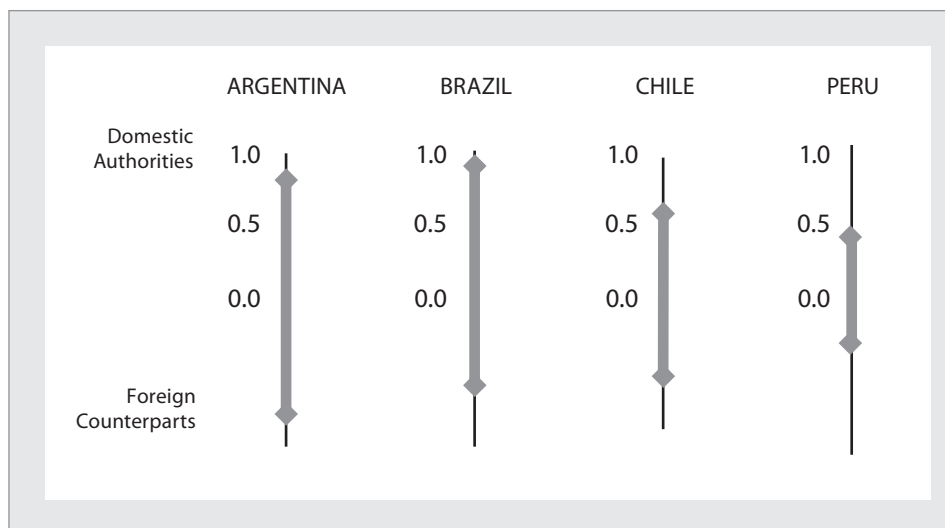 ARGENTINA BRAZIL CHILE PERU
Domestic
Authorities
1.0 1.0 1.0 1.0
0.5 0.5 0.5 0.5
0.0 0.0 0.0 0.0
Foreign
Counterparts